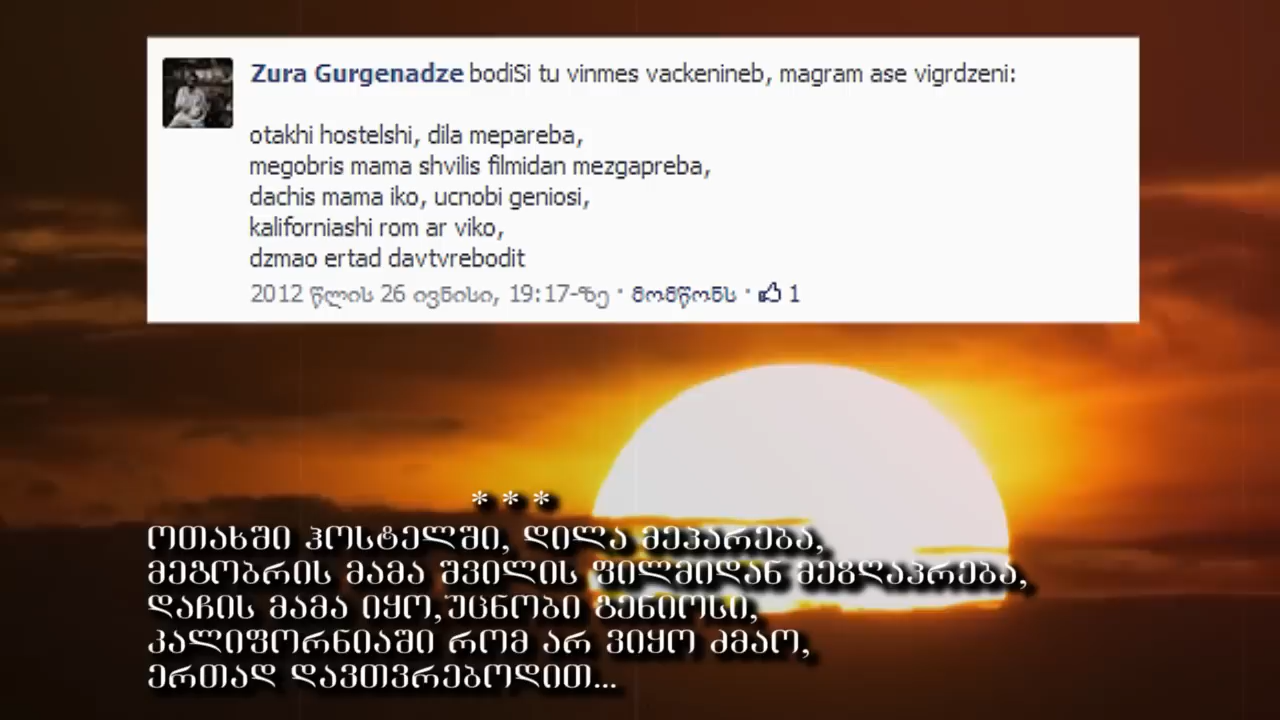 Zura Gurgenadze bodiSi tu vinmes vackenineb, magram ase vigrdzeni:
otakhi hostelshi, dila mepareba,
megobris mama shvilis filmidan mezgapreba,
dachis mama iko, ucnobi geniosi,
kaliforniashi rom ar viko,
dzmao ertad davtvrebodit
2012 წლის 26 ივნისი, 19:17-ზე · მომწონს · 1
* * *
ოთახში ჰოსტელში, დილა მეპარება,
მეგობრის მამა შვილის ფილმიდან მეზღაპრება,
დაჩის მამა იყო,უცნობი გენიოსი,
კალიფორნიაში რომ არ ვიყო ძმაო,
ერთად დავთვრებოდით...